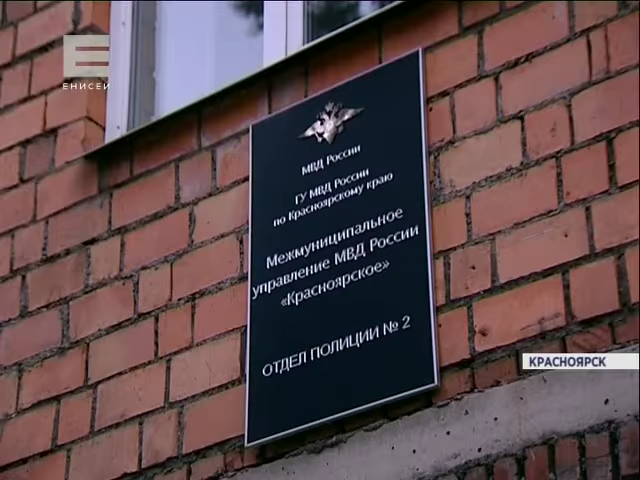 ЕНИСЕЙ
МВД России
ГУ МВД России
по Красноярскому краю
Межмуниципальное
управление МВД России
«Красноярское»
ОТДЕЛ ПОЛИЦИИ № 2
КРАСНОЯРСК